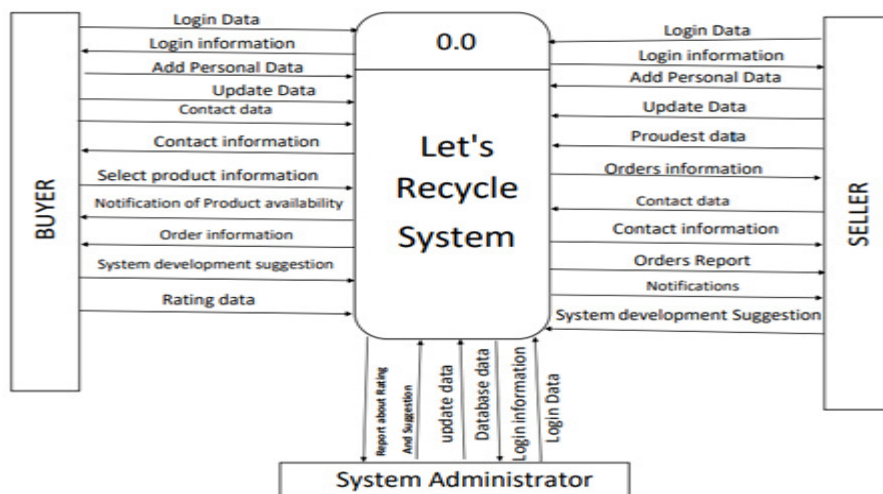 Login Data
Login information
Add Personal Data
Update Data
Contact data
Contact information
Select product information
Notification of Product availability
Order information
System development suggestion
Rating data
BUYER
0.0
Let's
Recycle
System
Login Data
Login information
Add Personal Data
Update Data
Proudest data
Orders information
Contact data
Contact information
Orders Report
Notifications
System development Suggestion
SELLER
Report about Rating
And Suggestion
update data
Database data
Login information
Login Data
System Administrator